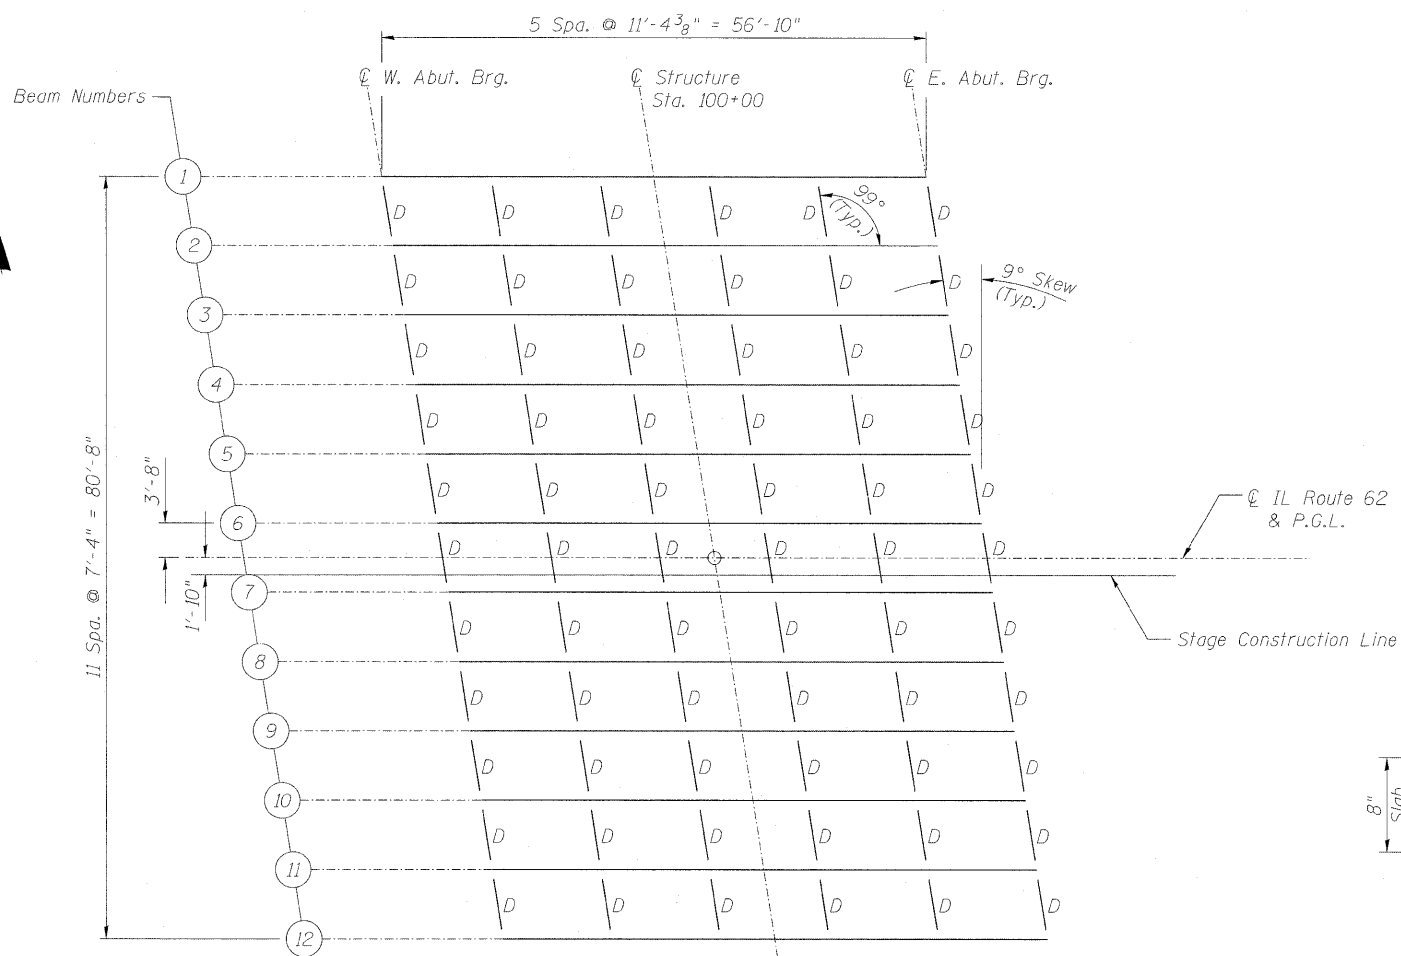 5 Spa. @ 11'-4 3/8" = 56'-10"
℄ W. Abut. Brg.
℄ Structure
Sta. 100+00
℄ E. Abut. Brg.
Beam Numbers
1
D D D D D D
99°
(Typ.)
2
D D D D D D
9° Skew
(Typ.)
3
D D D D D D
4
D D D D D D
5
D D D D D D
3'-8"
6
D D D D D D
℄ IL Route 62
& P.G.L.
1'-10"
7
D D D D D D
Stage Construction Line
11 Spa. @ 7'-4" = 80'-8"
8
D D D D D D
9
D D D D D D
10
D D D D D D
11
D D D D D D
12
8"
Slab